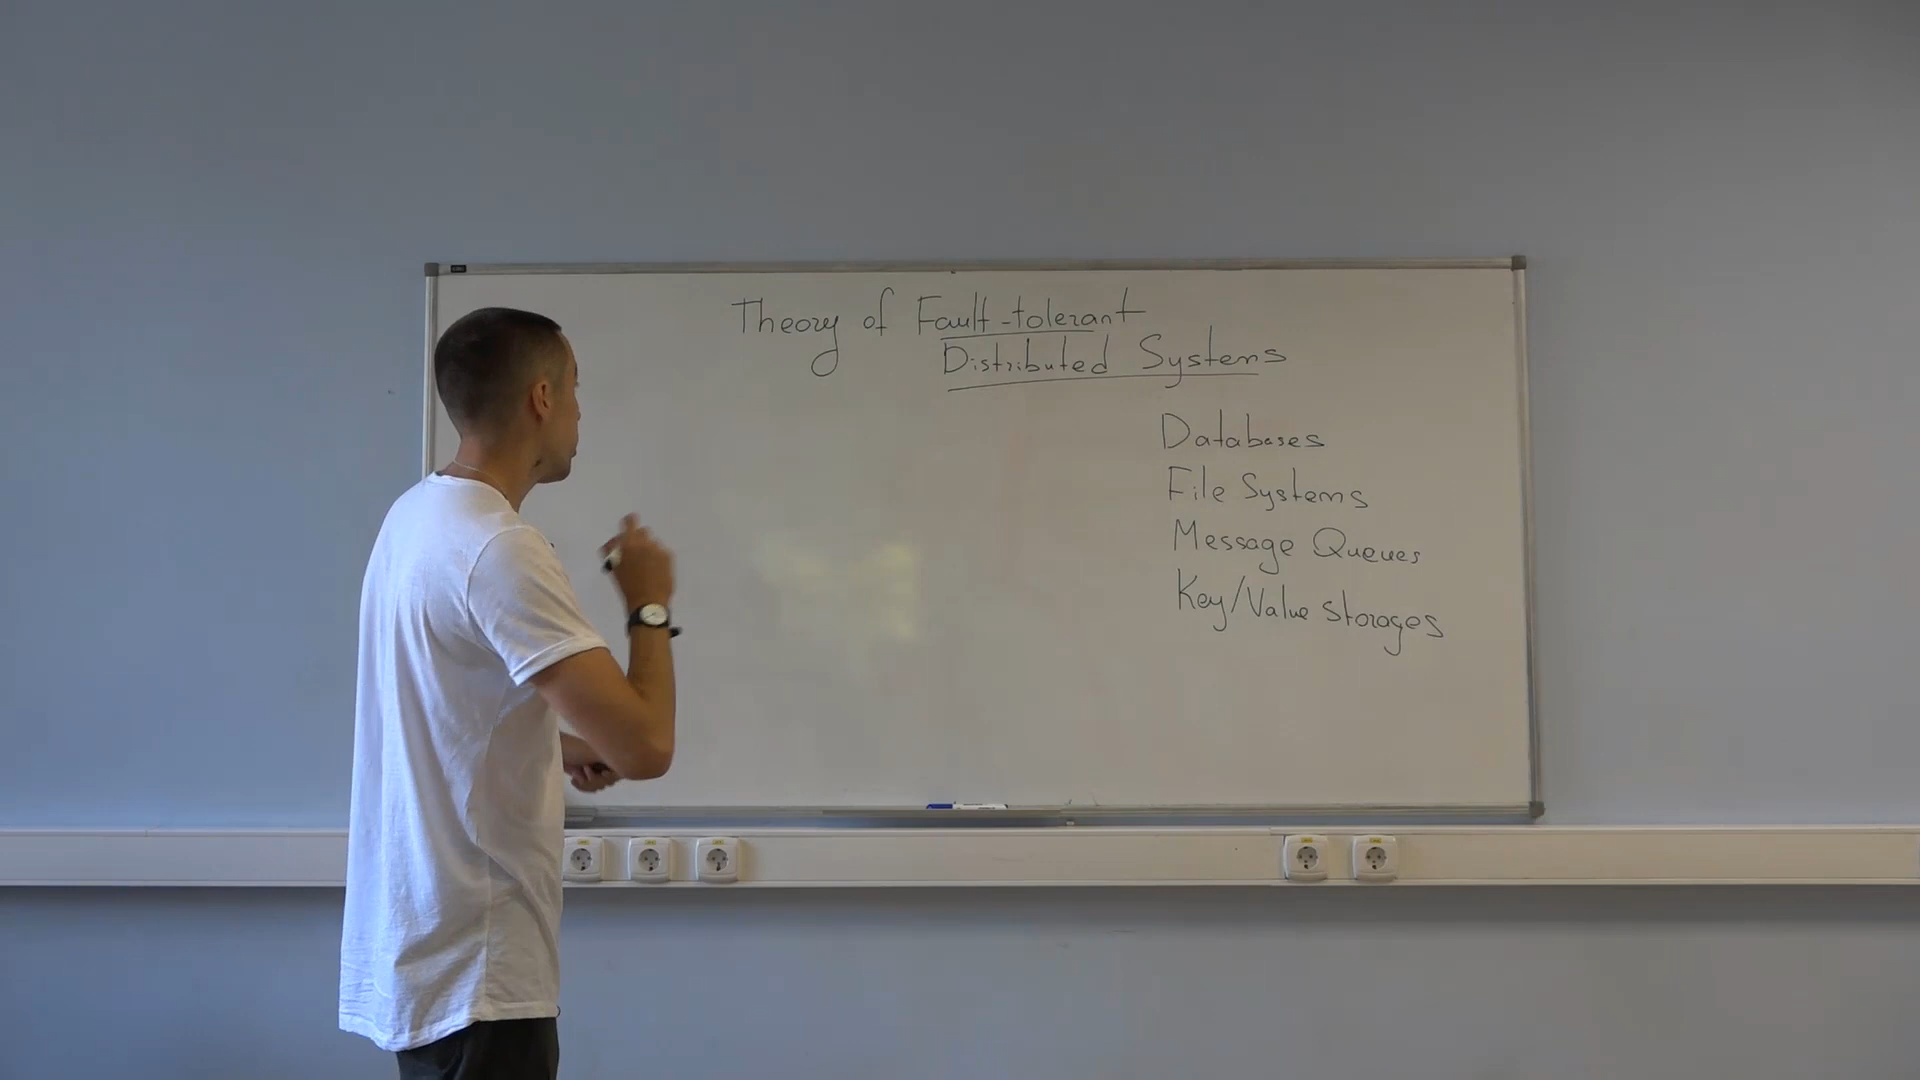 Theory of Fault-tolerant
Distributed Systems
Databases
File Systems
Message Queues
Key/Value storages